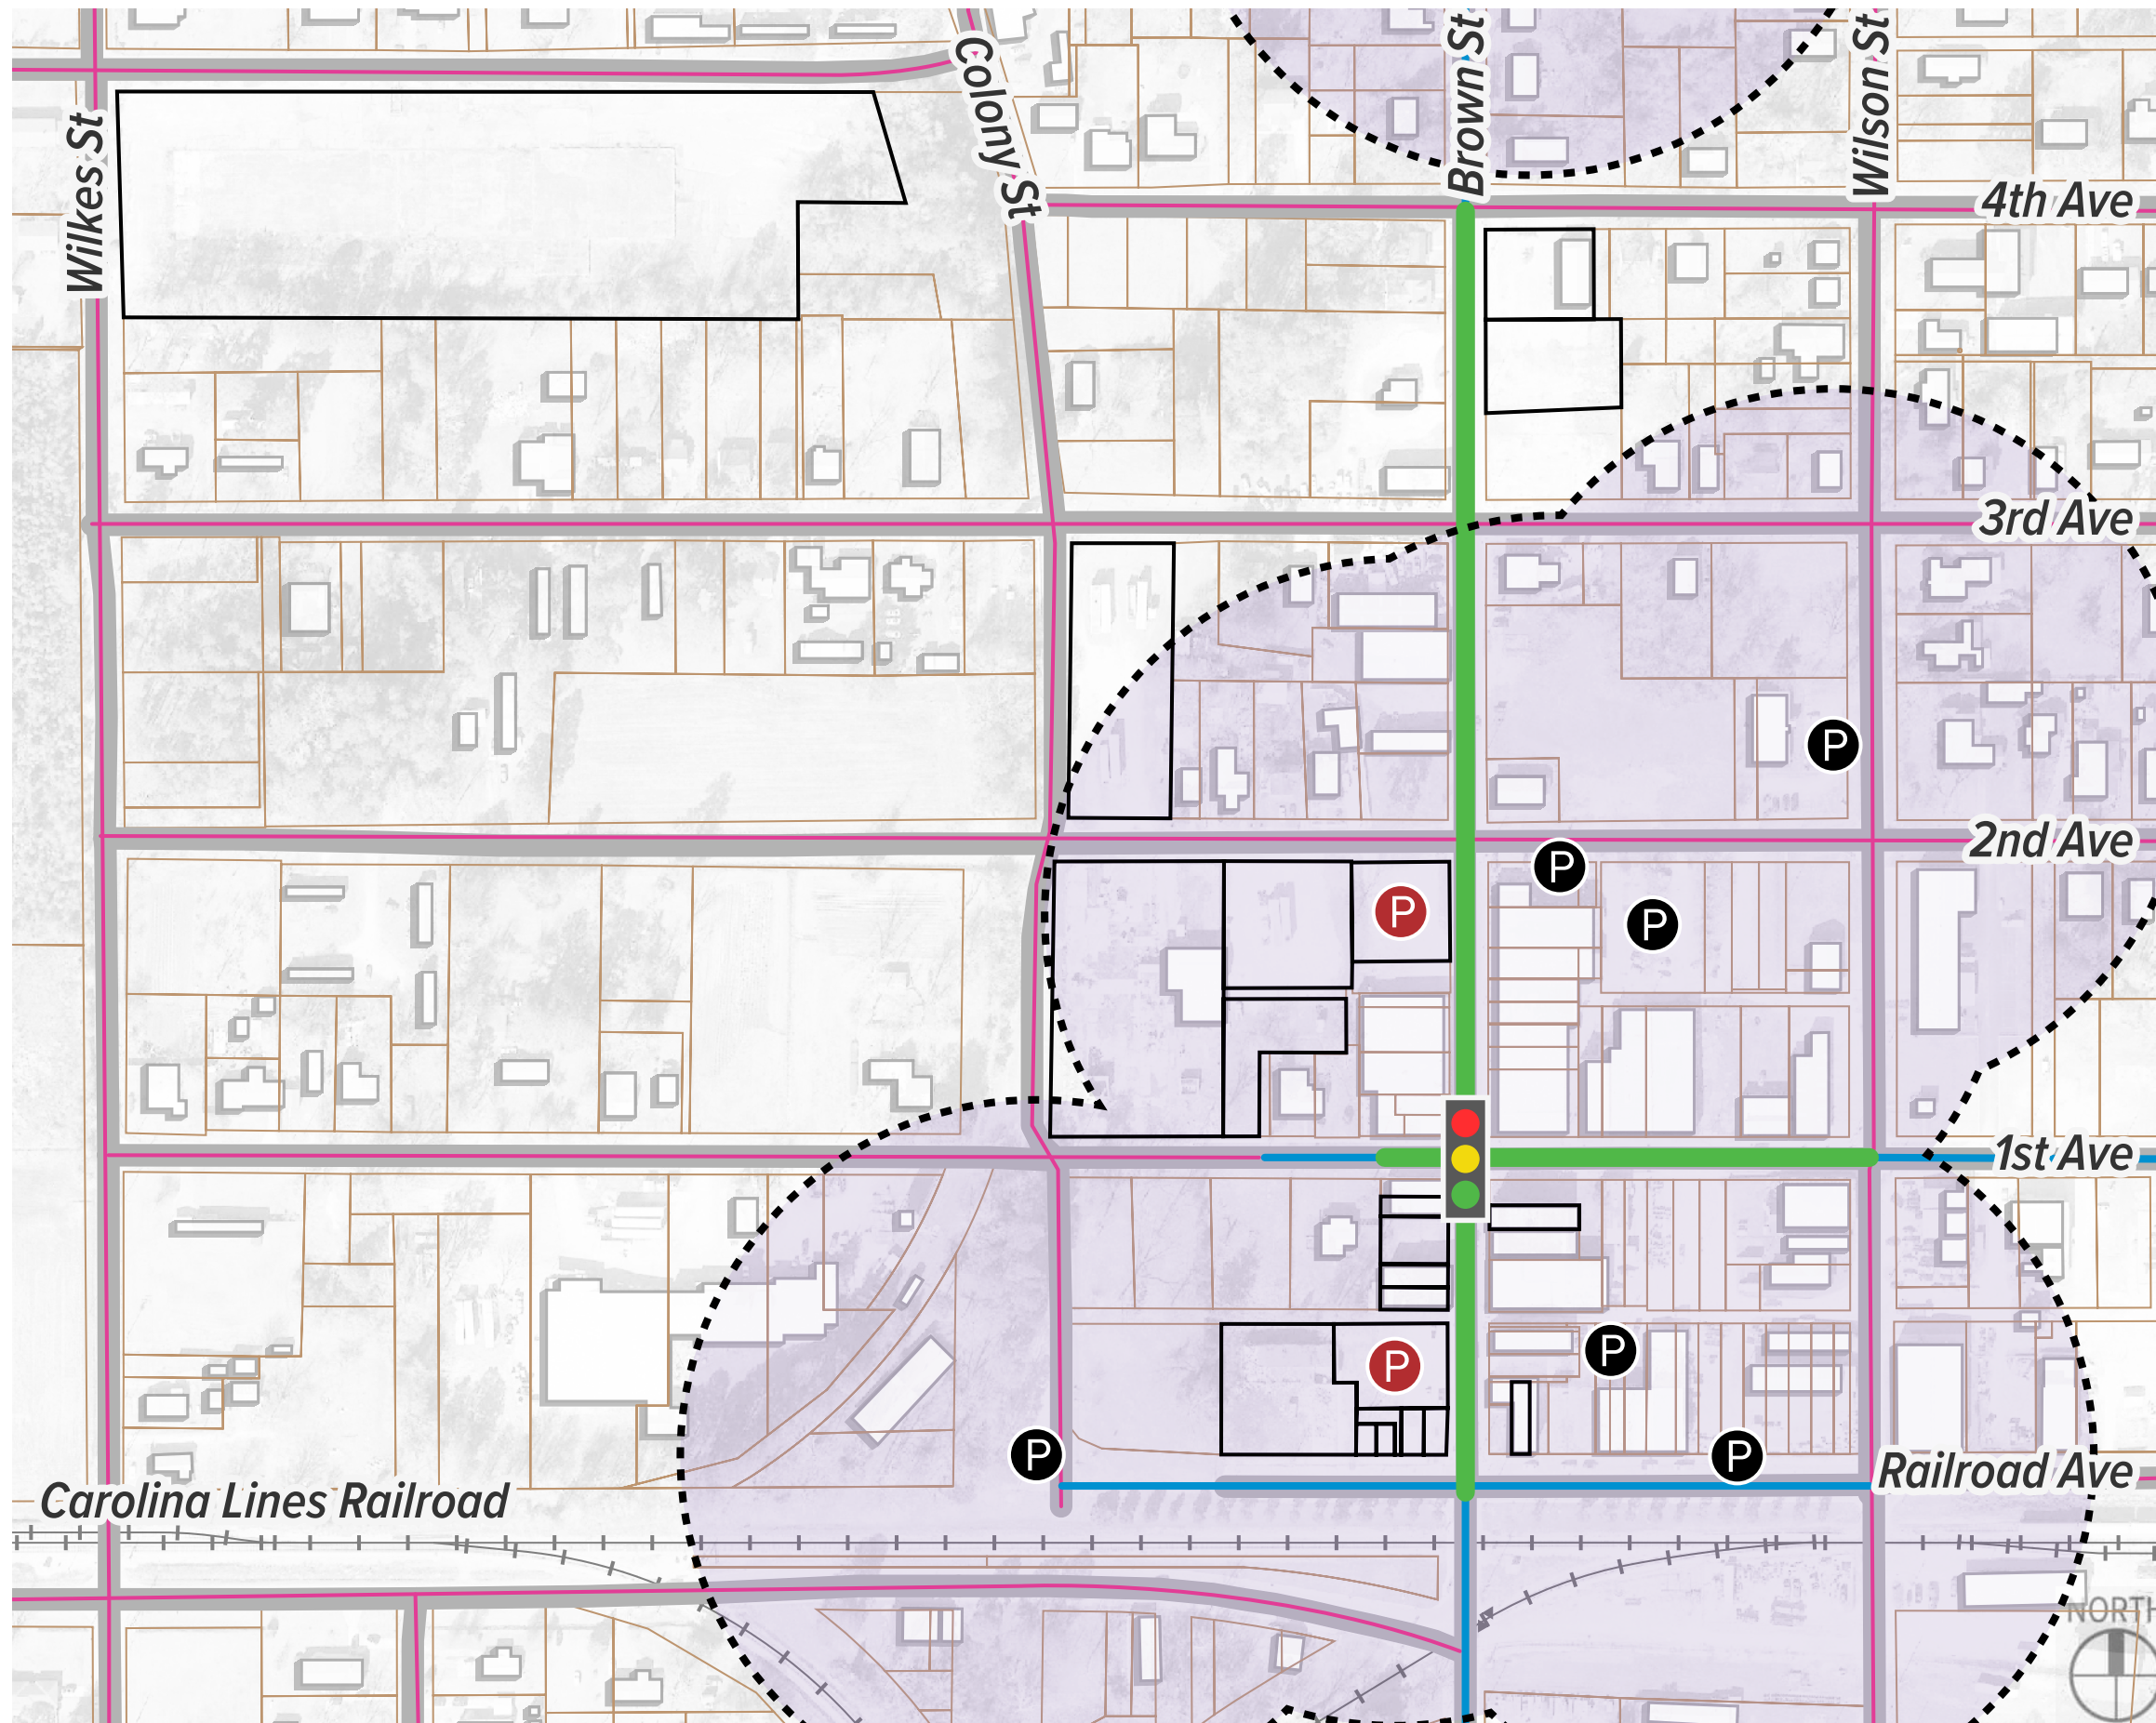 Colony St
Brown St
Wilson St
Wilkes St
4th Ave
3rd Ave
P
2nd Ave
P
P
P
1st Ave
P
P
P
P
Railroad Ave
Carolina Lines Railroad
NORTH